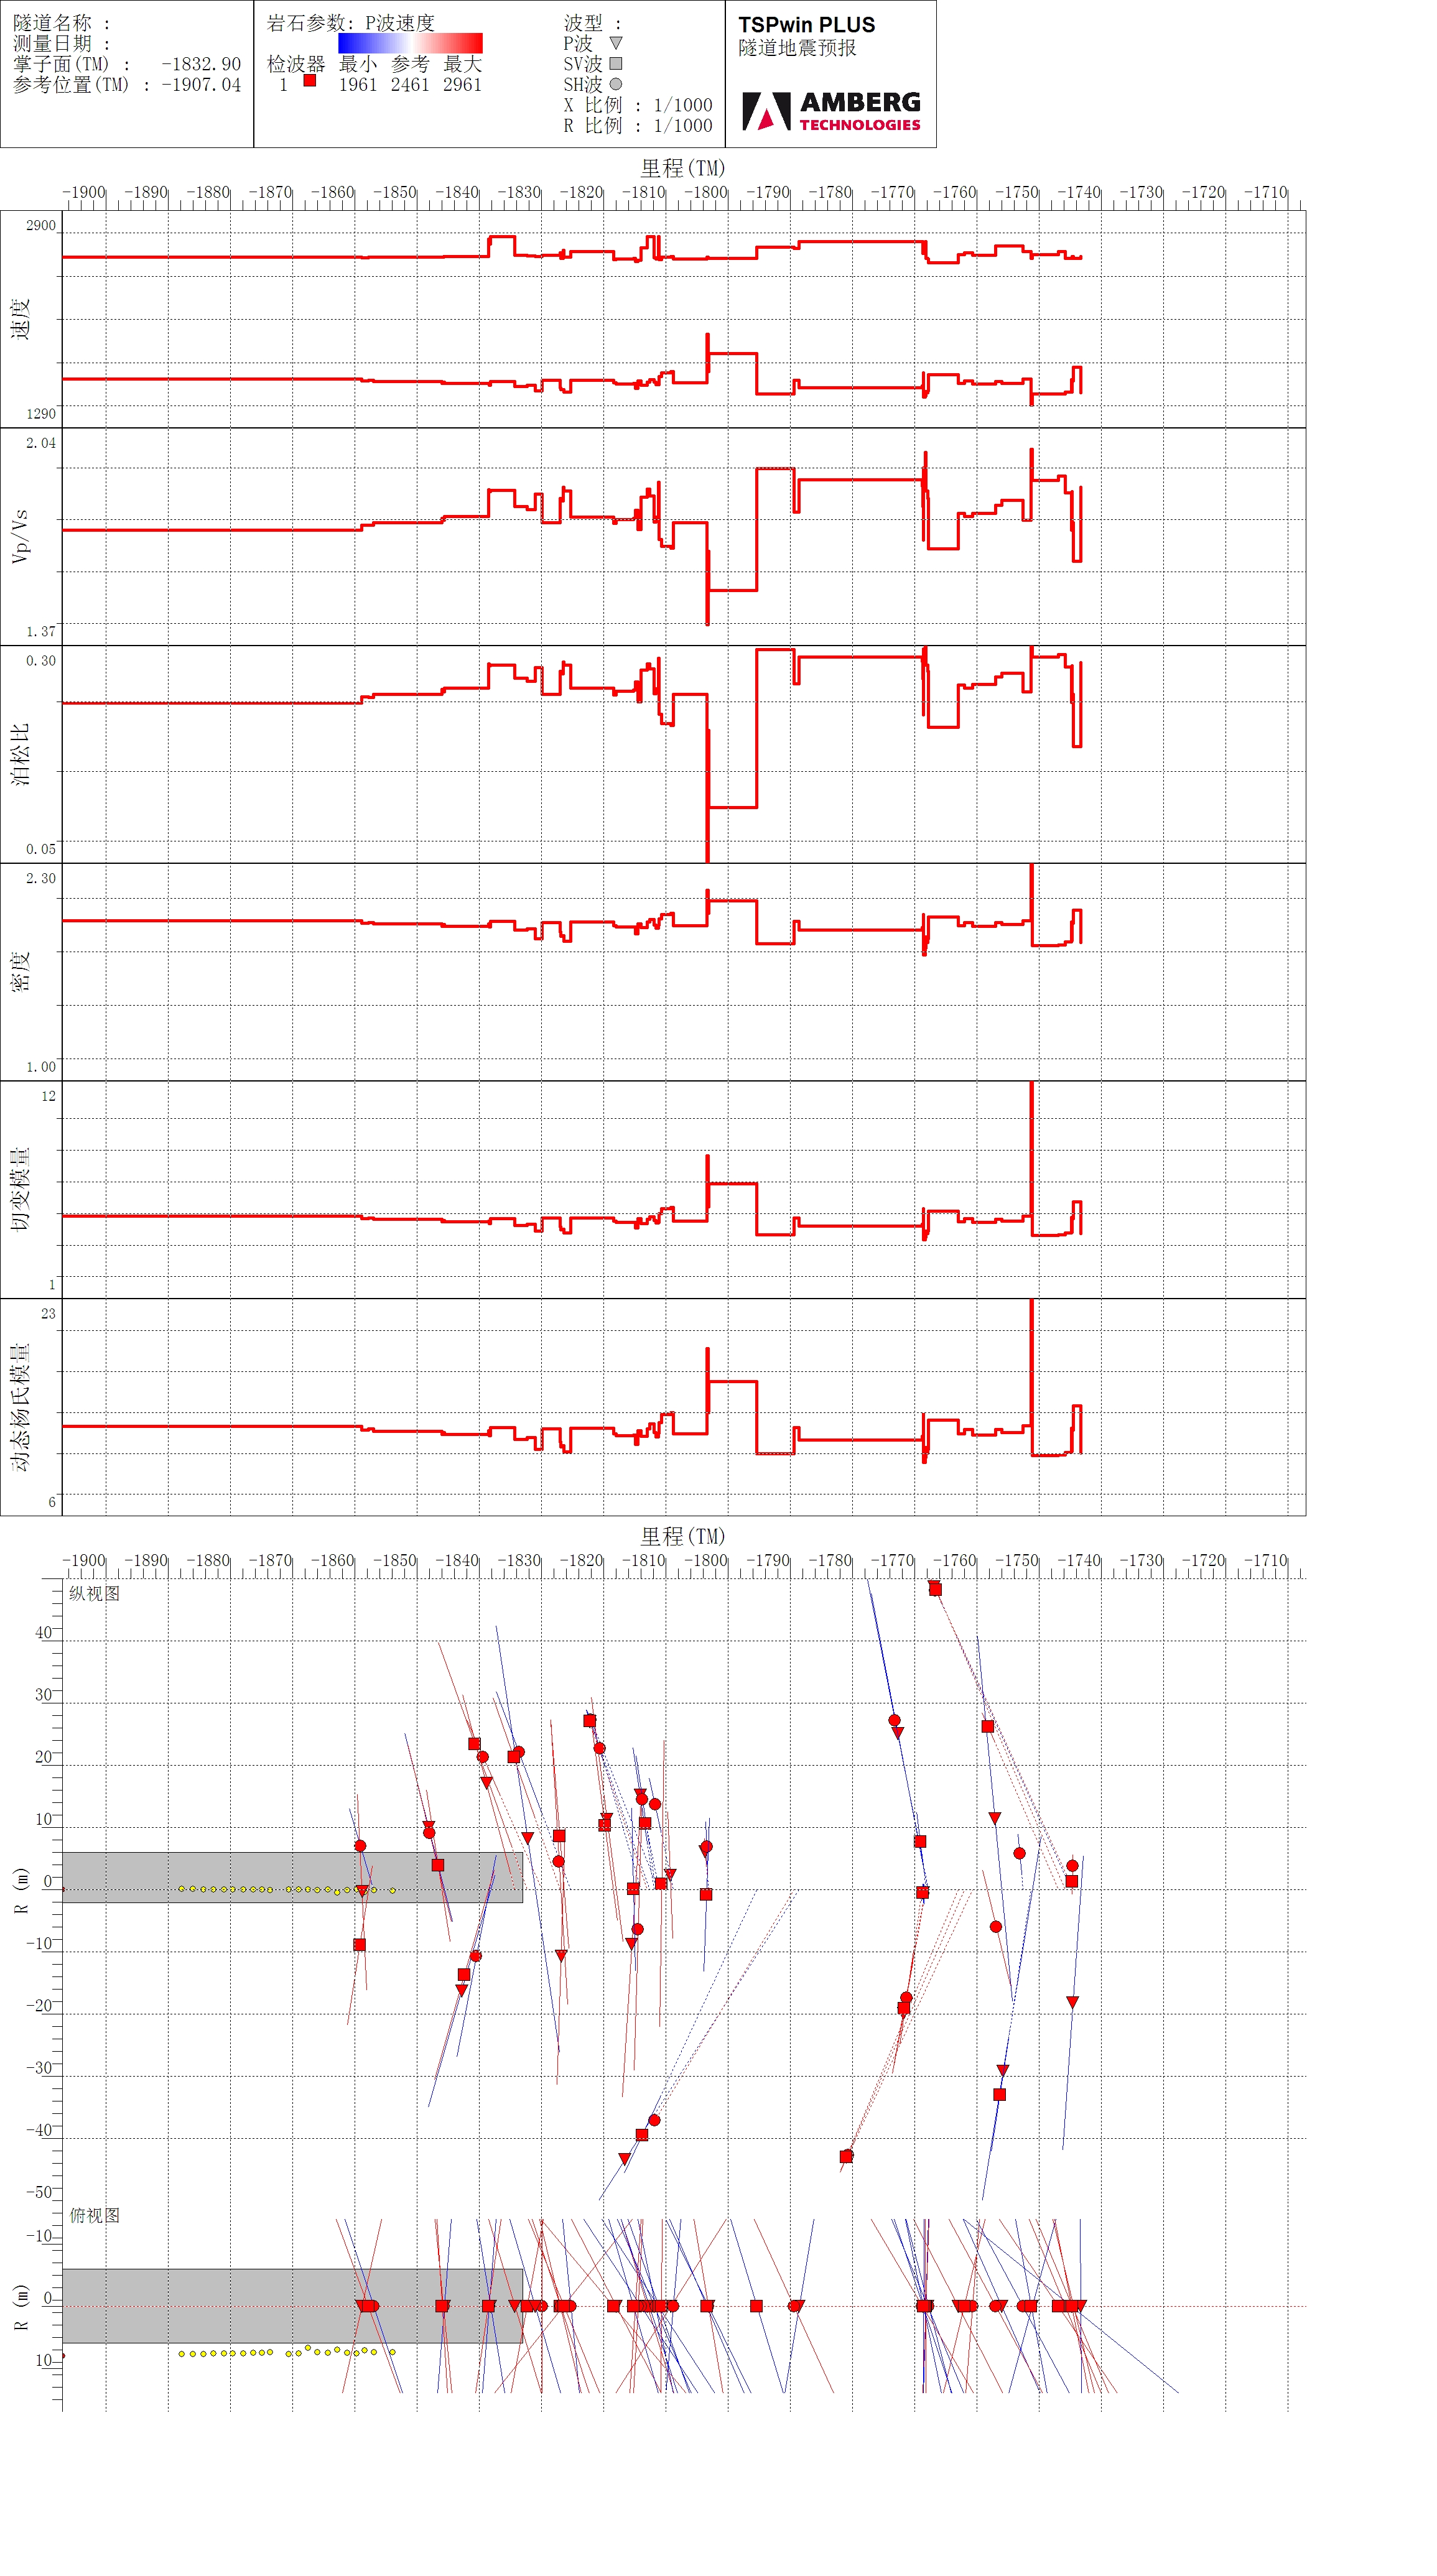 隧道名称 :
测量日期 :
掌子面(TM) : -1832.90
参考位置(TM) : -1907.04
岩石参数: P波速度
检波器 最小 参考 最大
1 1961 2461 2961
波型 :
P波
SV波
SH波
X 比例 : 1/1000
R 比例 : 1/1000
TSPwin PLUS
隧道地震预报
AMBERG
TECHNOLOGIES
里程(TM)
-1900 -1890 -1880 -1870 -1860 -1850 -1840 -1830 -1820 -1810 -1800 -1790 -1780 -1770 -1760 -1750 -1740 -1730 -1720 -1710
2900
速度
1290
2.04
Vp/Vs
1.37
0.30
泊松比
0.05
2.30
密度
1.00
12
切变模量
1
23
动态杨氏模量
6
里程(TM)
-1900 -1890 -1880 -1870 -1860 -1850 -1840 -1830 -1820 -1810 -1800 -1790 -1780 -1770 -1760 -1750 -1740 -1730 -1720 -1710
纵视图
40
30
20
10
0
R (m)
-10
-20
-30
-40
-50
俯视图
-10
0
R (m)
10